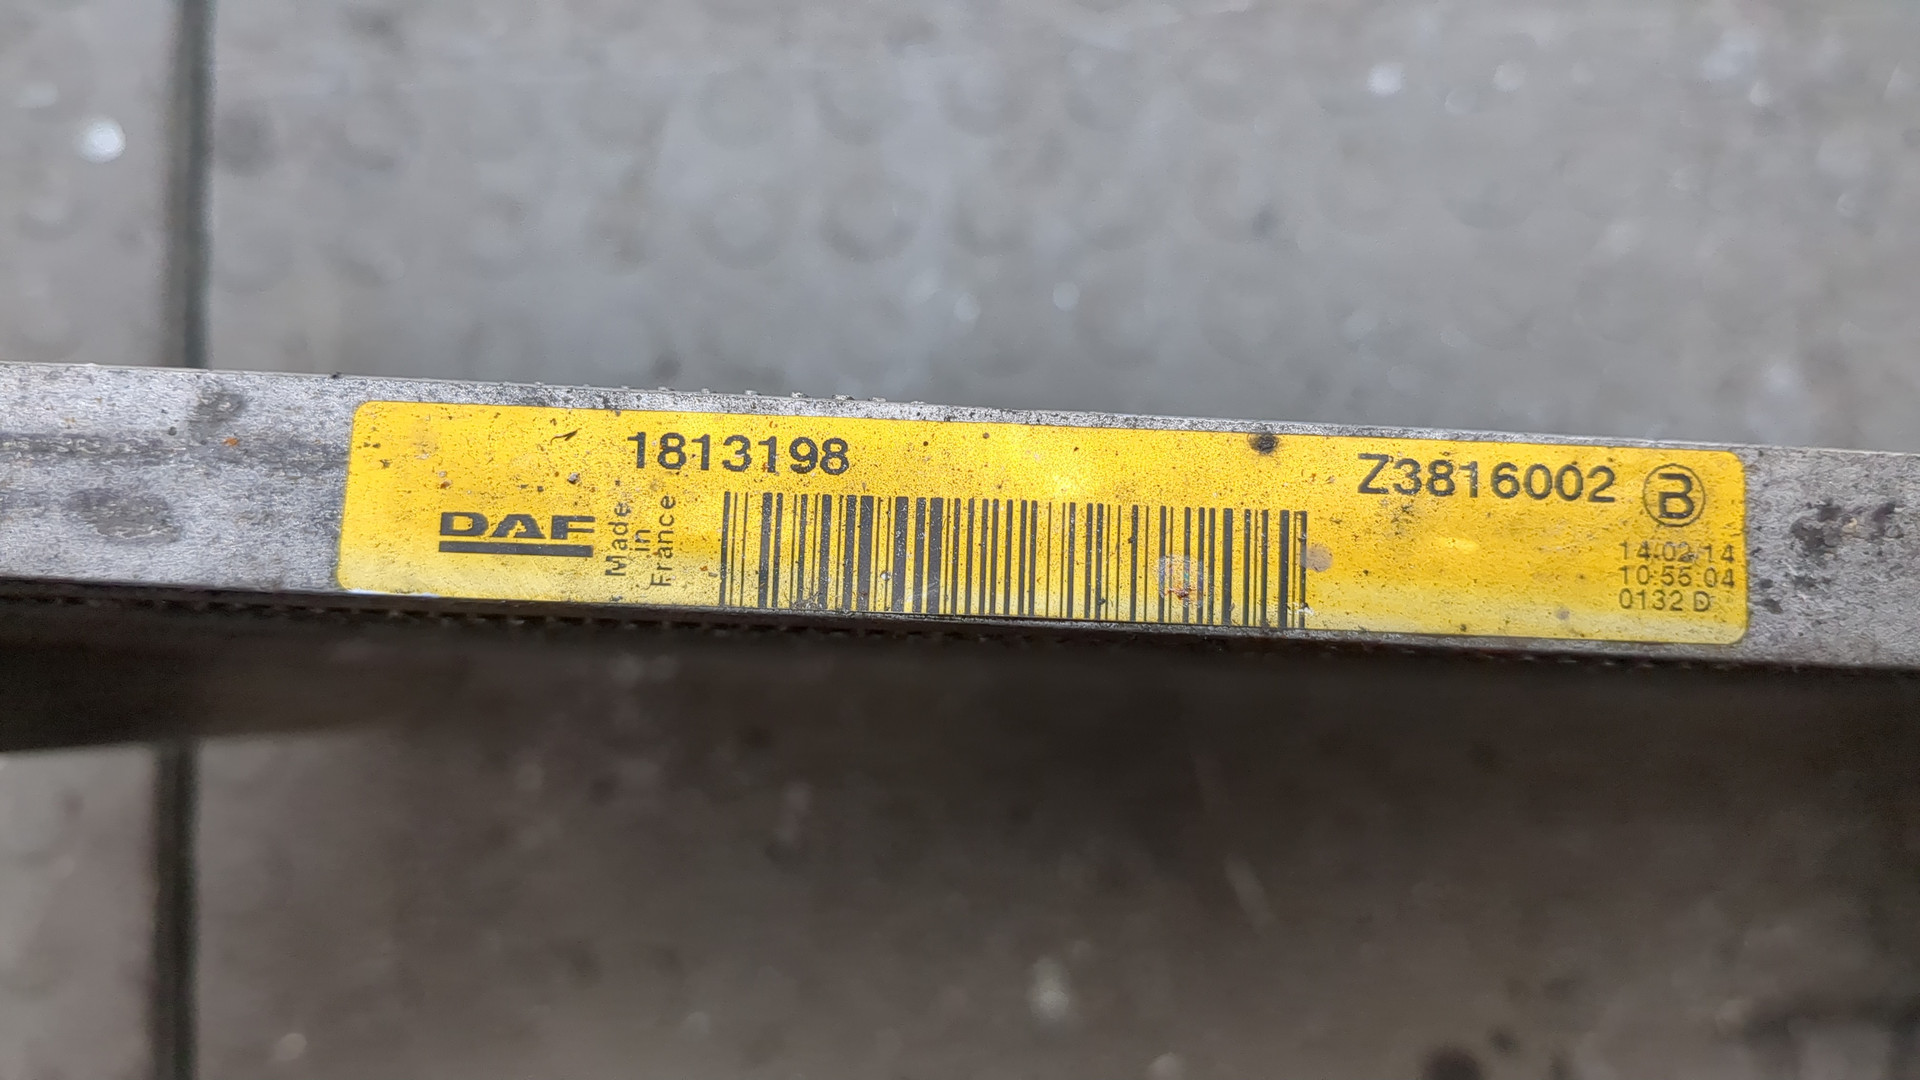 1813198
DAF
Made
in
France
Z3816002
B
14.02.14
10:55:04
0132 D